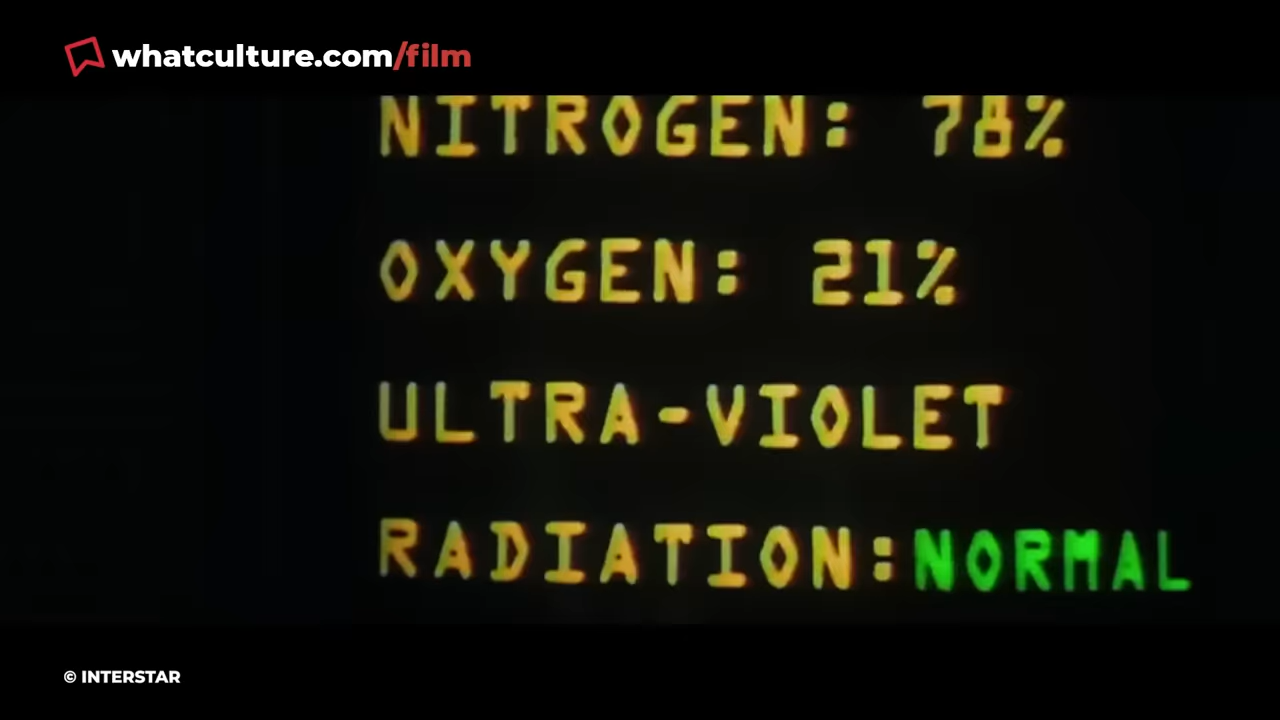 whatculture.com/film
NITROGEN: 78%
OXYGEN: 21%
ULTRA-VIOLET
RADIATION:NORMAL
© INTERSTAR